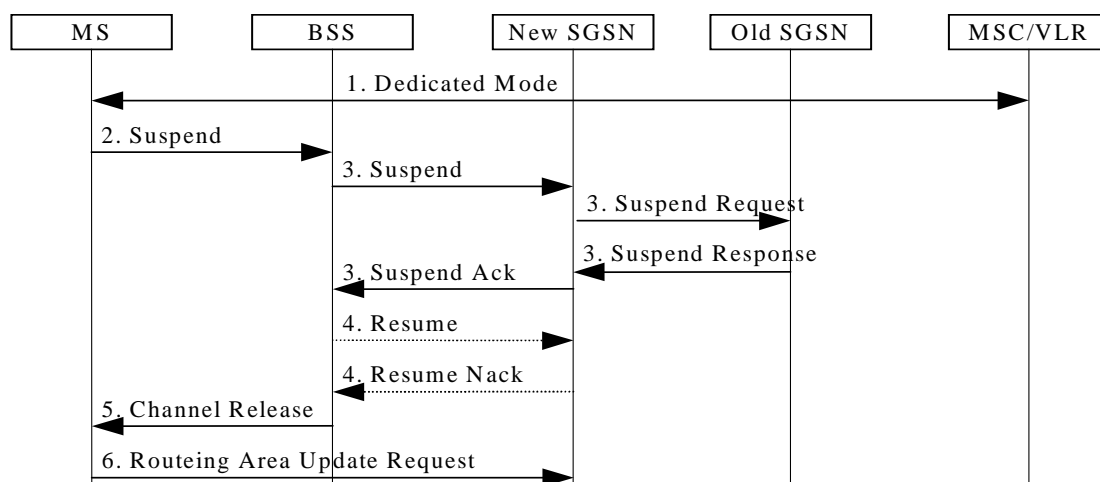 MS
BSS
New SGSN
Old SGSN
MSC/VLR
1. Dedicated Mode
2. Suspend
3. Suspend
3. Suspend Request
3. Suspend Response
3. Suspend Ack
4. Resume
4. Resume Nack
5. Channel Release
6. Routeing Area Update Request